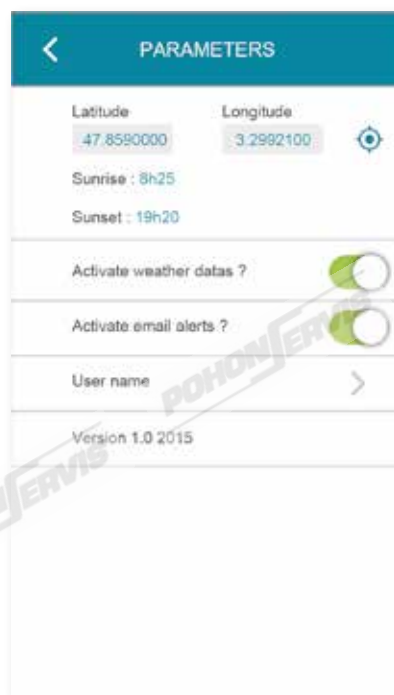 PARAMETERS
Latitude Longitude
47.8590000 3.2992100
Sunrise : 8h25
Sunset : 19h20
Activate weather datas ?
Activate email alerts ?
User name
Version 1.0 2015
POHONSERVIS
SERVIS